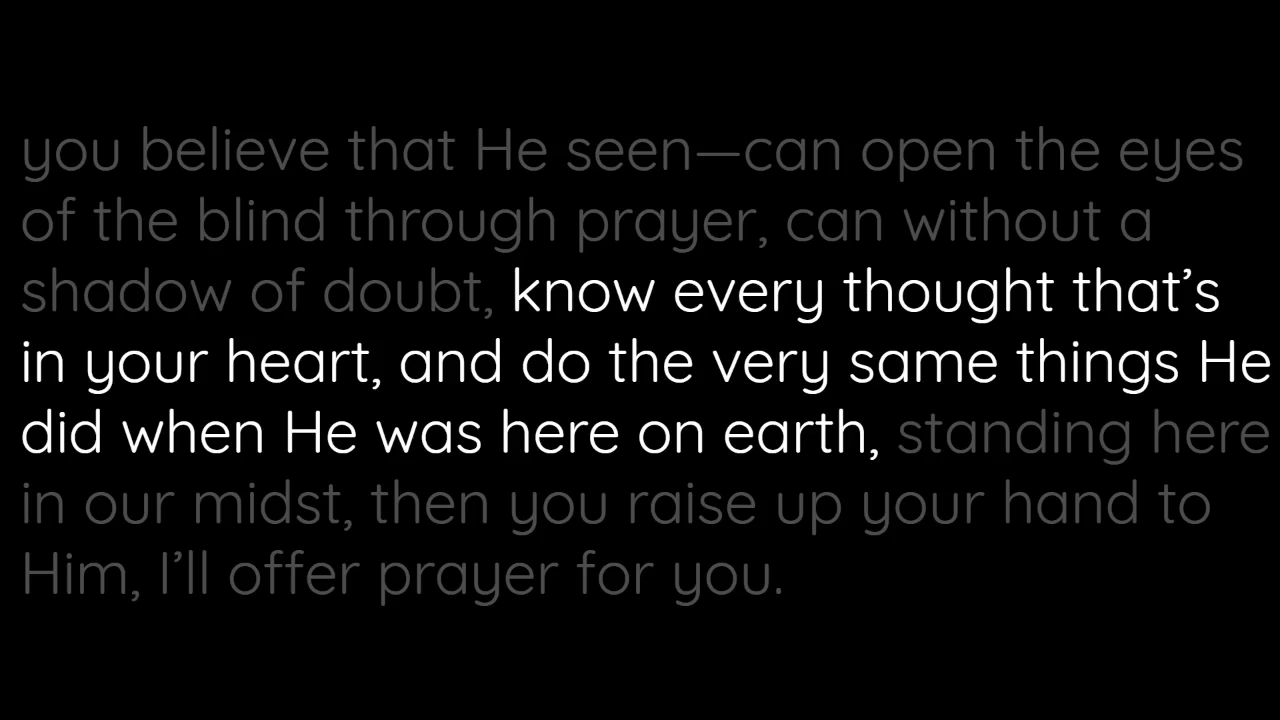 you believe that He seen—can open the eyes
of the blind through prayer, can without a
shadow of doubt, know every thought that’s
in your heart, and do the very same things He
did when He was here on earth, standing here
in our midst, then you raise up your hand to
Him, I’ll offer prayer for you.